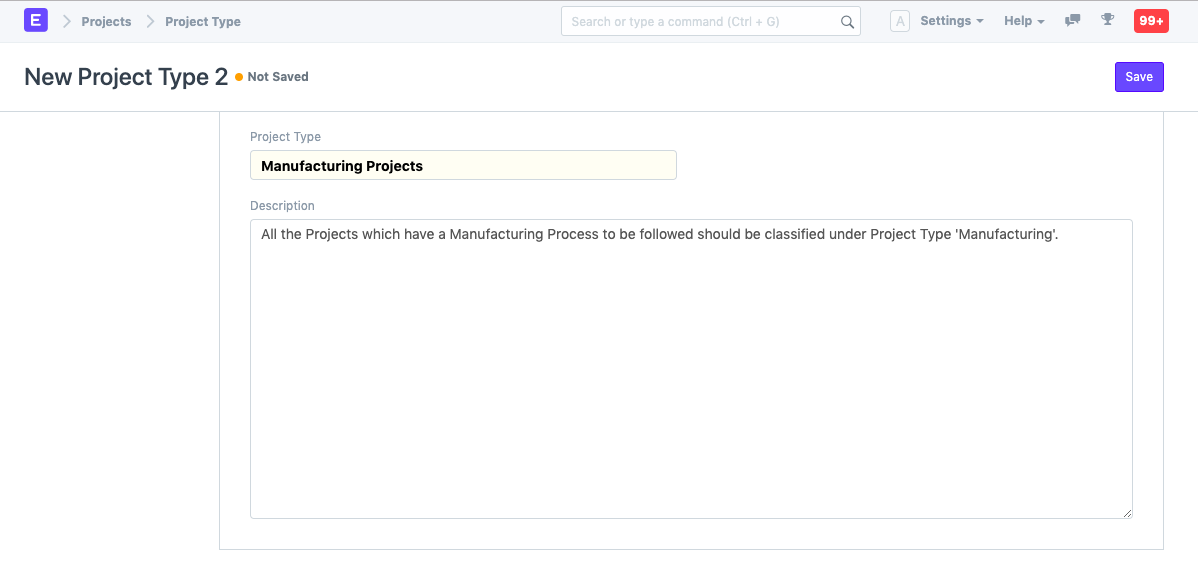 E Projects Project Type Search or type a command (Ctrl + G) A Settings Help 99+
New Project Type 2 Not Saved Save
Project Type
Manufacturing Projects
Description
All the Projects which have a Manufacturing Process to be followed should be classified under Project Type 'Manufacturing'.